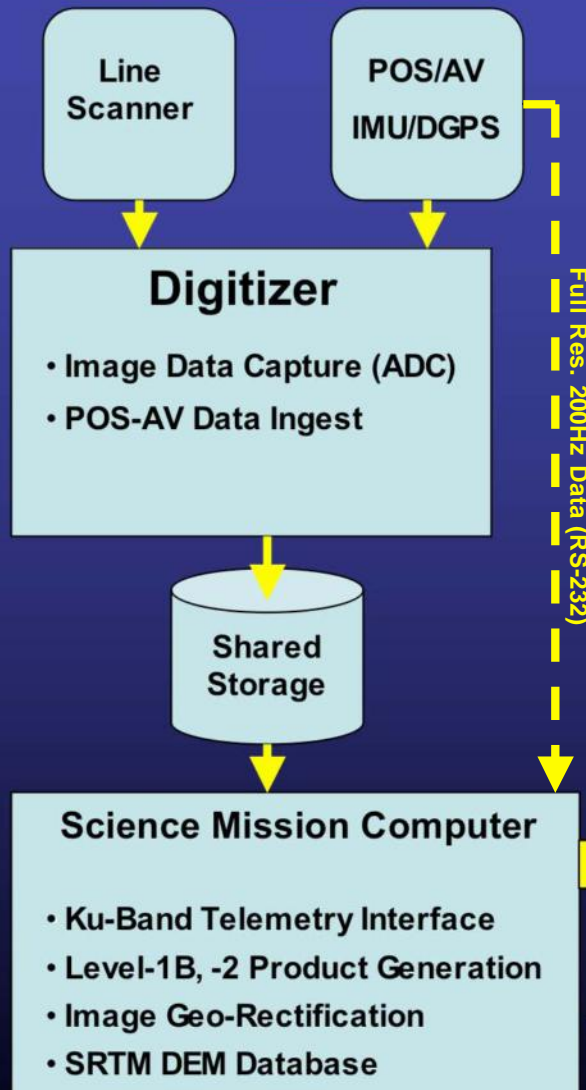 Line
Scanner
POS/AV
IMU/DGPS
Digitizer
• Image Data Capture (ADC)
• POS-AV Data Ingest
Full Res. 200Hz Data (RS-232)
Shared
Storage
Science Mission Computer
• Ku-Band Telemetry Interface
• Level-1B, -2 Product Generation
• Image Geo-Rectification
• SRTM DEM Database